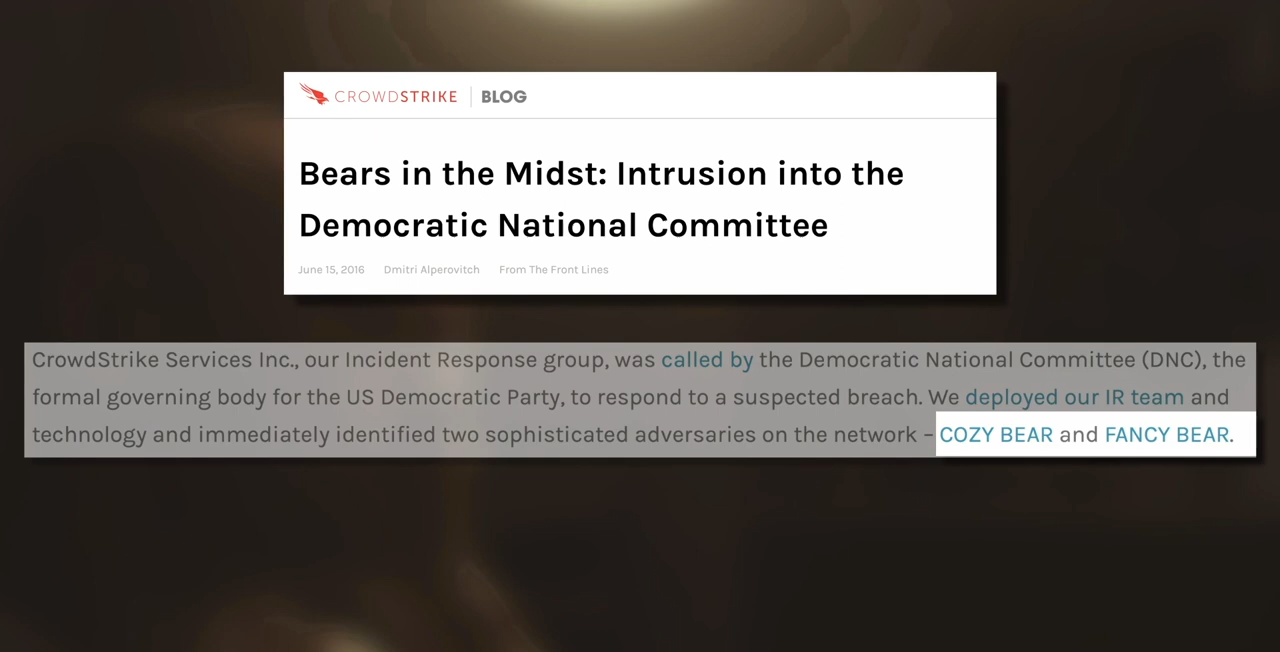 CROWDSTRIKE | BLOG
Bears in the Midst: Intrusion into the
Democratic National Committee
June 15, 2016 Dmitri Alperovitch From The Front Lines
CrowdStrike Services Inc., our Incident Response group, was called by the Democratic National Committee (DNC), the
formal governing body for the US Democratic Party, to respond to a suspected breach. We deployed our IR team and
technology and immediately identified two sophisticated adversaries on the network – COZY BEAR and FANCY BEAR.